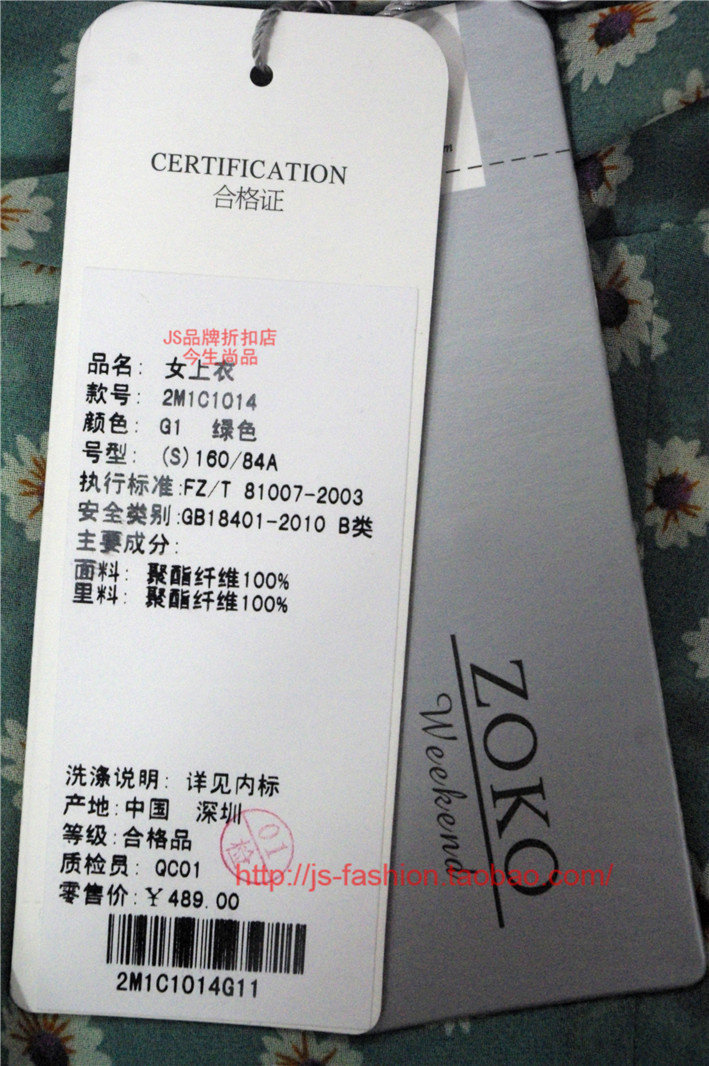 CERTIFICATION
合格证
JS品牌折扣店
今生尚品
品名: 女上衣
款号: 2M1C1014
颜色: G1 绿色
号型: (S)160/84A
执行标准:FZ/T 81007-2003
安全类别:GB18401-2010 B类
主要成分:
面料: 聚酯纤维100%
里料: 聚酯纤维100%
洗涤说明: 详见内标
产地:中国 深圳
等级:合格品
质检员: QC01
零售价:¥ 489.00
2M1C1014G11
01
检
http://js-fashion.taobao.com/
ZOKO
Weekend